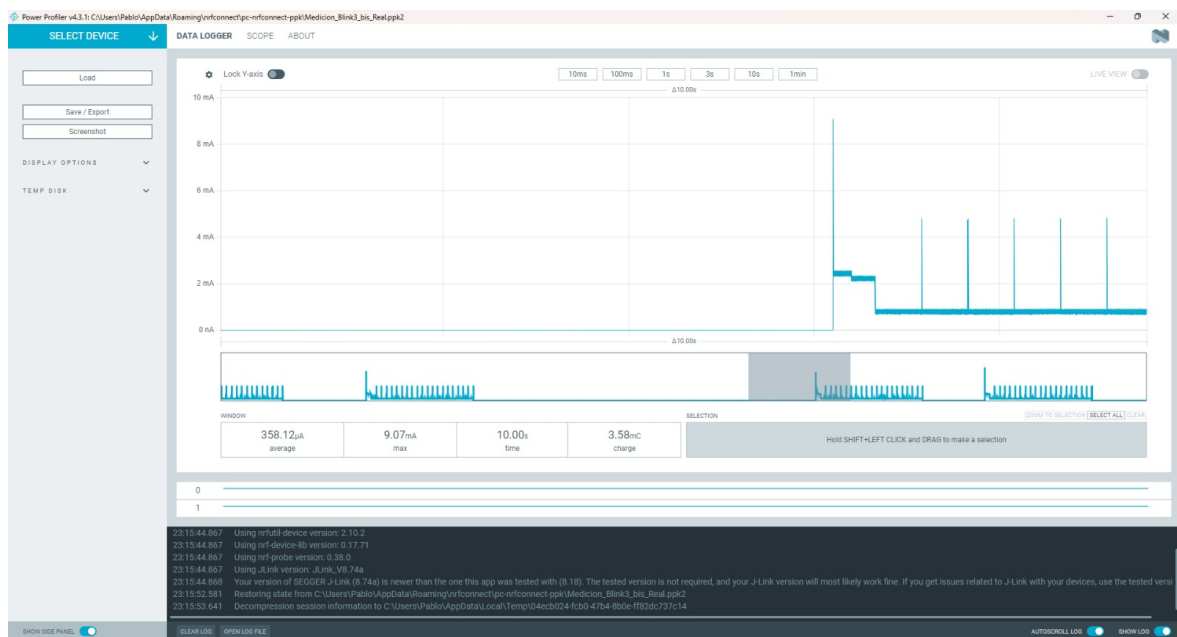 Power Profiler v4.3.1: C:\Users\Pablo\AppData\Roaming\nrfconnect\pc-nrfconnect-ppk\Medicion_Blink3_bis_Real.ppk2
SELECT DEVICE
DATA LOGGER SCOPE ABOUT
Load
Save / Export
Screenshot
DISPLAY OPTIONS
TEMP DISK
Lock Y-axis
10ms 100ms 1s 3s 10s 1min
LIVE VIEW
Δ10.00s
10 mA
8 mA
6 mA
4 mA
2 mA
0 nA
Δ10.00s
WINDOW
358.12μA average
9.07mA max
10.00s time
3.58mC charge
SELECTION
ZOOM TO SELECTION SELECT ALL CLEAR
Hold SHIFT+LEFT CLICK and DRAG to make a selection
0
1
23:15:44.867 Using nrfutil-device version: 2.10.2
23:15:44.867 Using nrf-device-lib version: 0.17.71
23:15:44.867 Using nrf-probe version: 0.38.0
23:15:44.867 Using JLink version: JLink_V8.74a
23:15:44.868 Your version of SEGGER J-Link (8.74a) is newer than the one this app was tested with (8.18). The tested version is not required, and your J-Link version will most likely work fine. If you get issues related to J-Link with your devices, use the tested versi
23:15:52.581 Restoring state from C:\Users\Pablo\AppData\Roaming\nrfconnect\pc-nrfconnect-ppk\Medicion_Blink3_bis_Real.ppk2
23:15:53.641 Decompression session information to C:\Users\Pablo\AppData\Local\Temp\04ecb024-fcb0-47b4-8b0e-ff82dc737c14
SHOW SIDE PANEL
CLEAR LOG OPEN LOG FILE
AUTOSCROLL LOG SHOW LOG